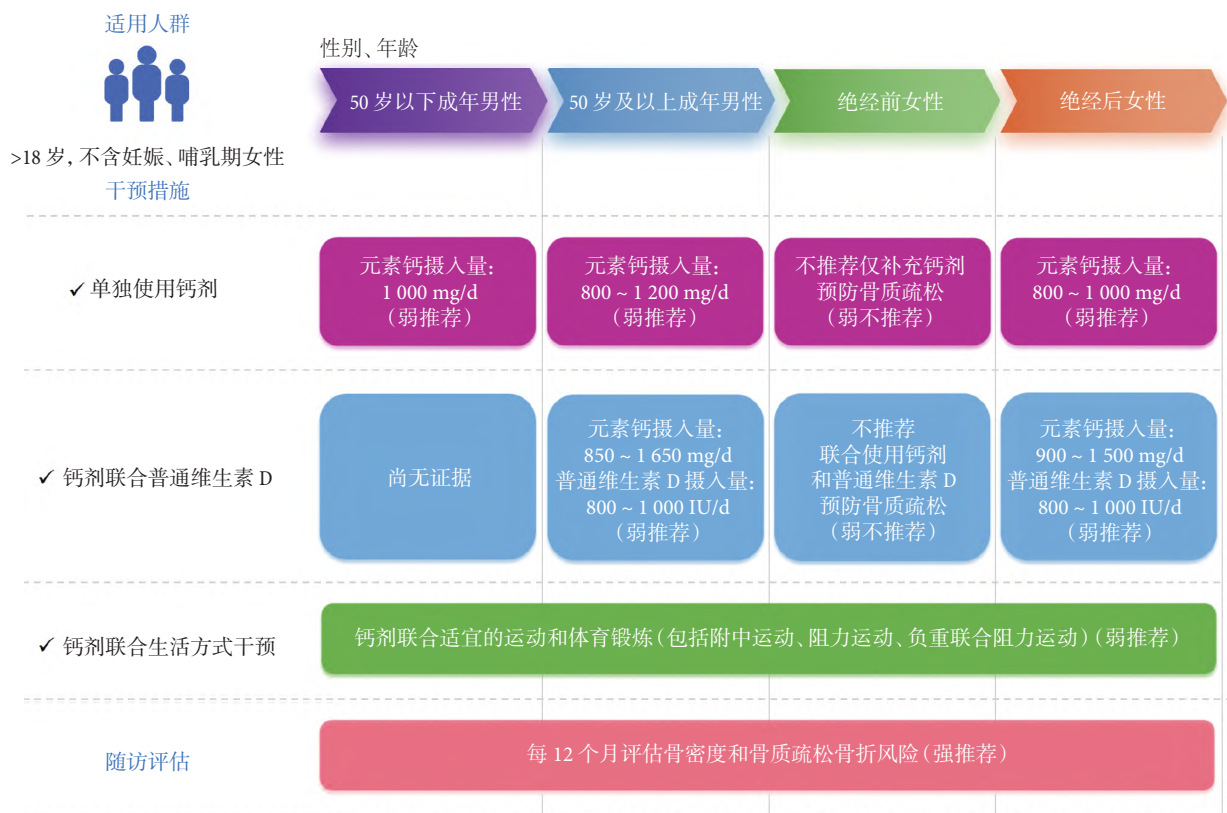 适用人群
性别、年龄
50 岁以下成年男性
50 岁及以上成年男性
绝经前女性
绝经后女性
>18 岁, 不含妊娠、哺乳期女性
干预措施
✓ 单独使用钙剂
元素钙摄入量:
1 000 mg/d
(弱推荐)
元素钙摄入量:
800 ~ 1 200 mg/d
(弱推荐)
不推荐仅补充钙剂
预防骨质疏松
(弱不推荐)
元素钙摄入量:
800 ~ 1 000 mg/d
(弱推荐)
✓ 钙剂联合普通维生素 D
尚无证据
元素钙摄入量:
850 ~ 1 650 mg/d
普通维生素 D 摄入量:
800 ~ 1 000 IU/d
(弱推荐)
不推荐
联合使用钙剂
和普通维生素 D
预防骨质疏松
(弱不推荐)
元素钙摄入量:
900 ~ 1 500 mg/d
普通维生素 D 摄入量:
800 ~ 1 000 IU/d
(弱推荐)
✓ 钙剂联合生活方式干预
钙剂联合适宜的运动和体育锻炼(包括附中运动、阻力运动、负重联合阻力运动)(弱推荐)
随访评估
每 12 个月评估骨密度和骨质疏松骨折风险(强推荐)